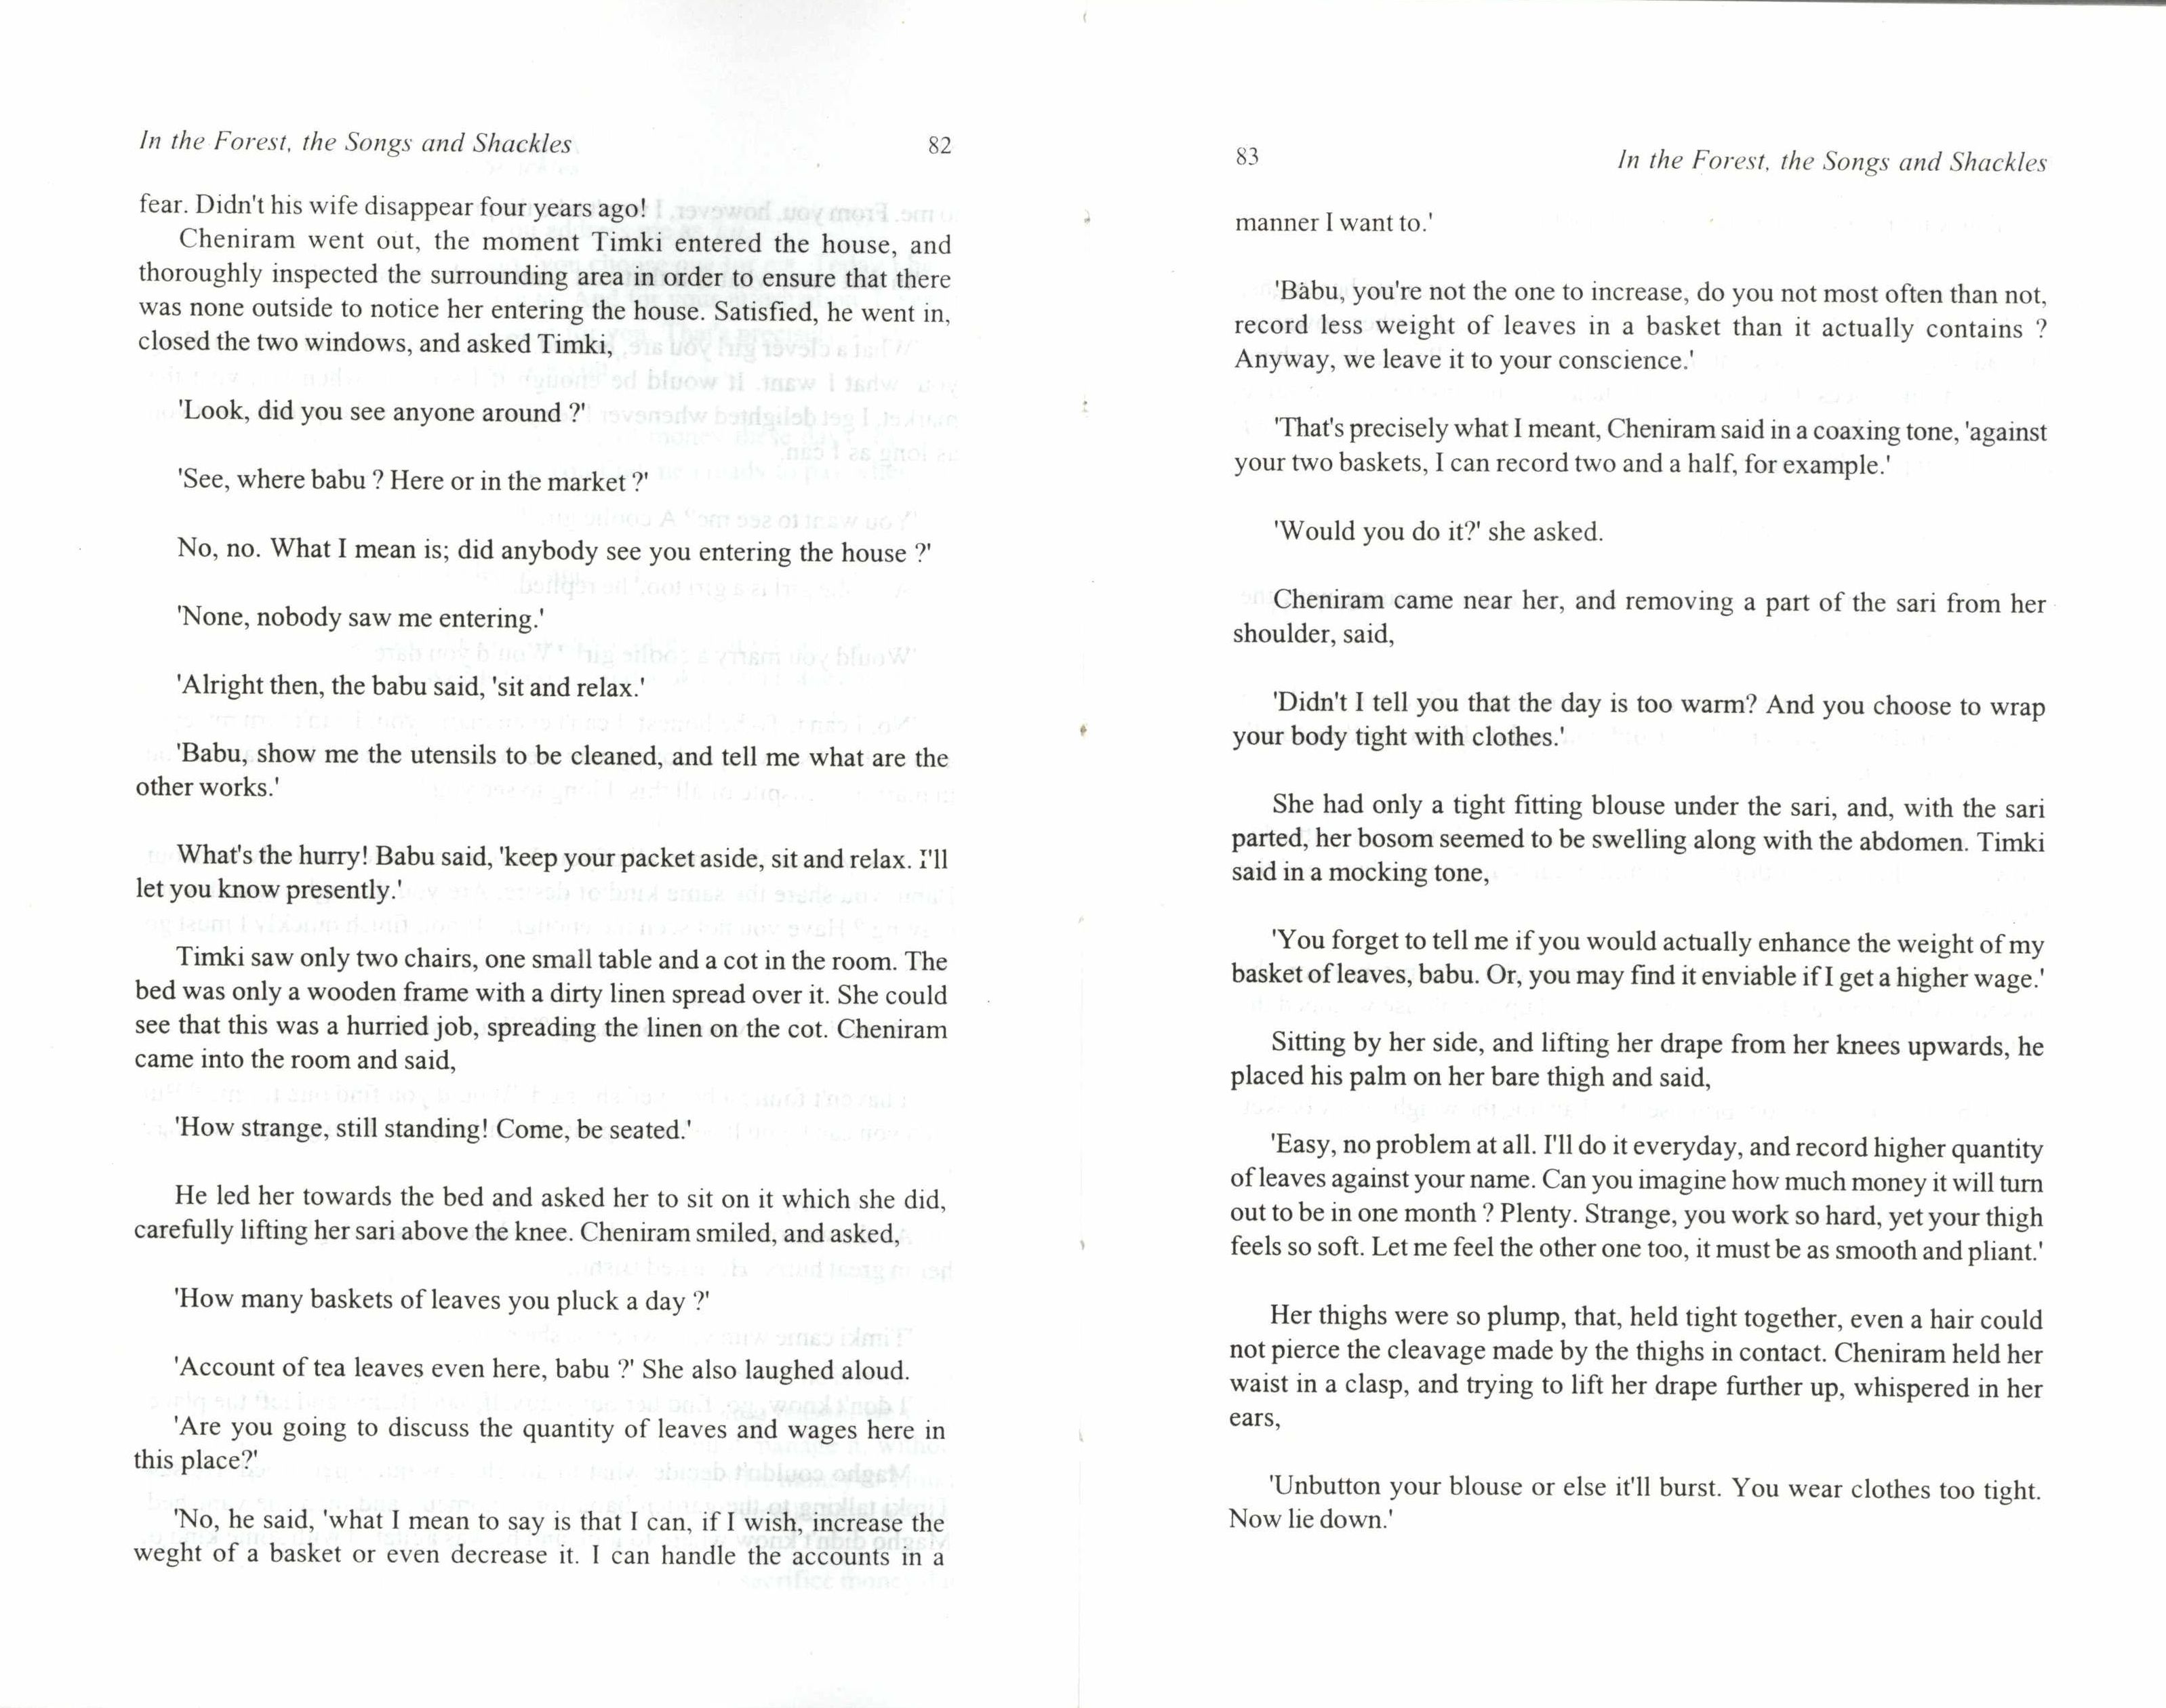 In the Forest, the Songs and Shackles 82
fear. Didn't his wife disappear four years ago!
Cheniram went out, the moment Timki entered the house, and
thoroughly inspected the surrounding area in order to ensure that there
was none outside to notice her entering the house. Satisfied, he went in,
closed the two windows, and asked Timki,
'Look, did you see anyone around ?'
'See, where babu ? Here or in the market ?'
No, no. What I mean is; did anybody see you entering the house ?'
'None, nobody saw me entering.'
'Alright then, the babu said, 'sit and relax.'
'Babu, show me the utensils to be cleaned, and tell me what are the
other works.'
What's the hurry! Babu said, 'keep your packet aside, sit and relax. I'll
let you know presently.'
Timki saw only two chairs, one small table and a cot in the room. The
bed was only a wooden frame with a dirty linen spread over it. She could
see that this was a hurried job, spreading the linen on the cot. Cheniram
came into the room and said,
'How strange, still standing! Come, be seated.'
He led her towards the bed and asked her to sit on it which she did,
carefully lifting her sari above the knee. Cheniram smiled, and asked,
'How many baskets of leaves you pluck a day ?'
'Account of tea leaves even here, babu ?' She also laughed aloud.
'Are you going to discuss the quantity of leaves and wages here in
this place?'
'No, he said, 'what I mean to say is that I can, if I wish, increase the
weght of a basket or even decrease it. I can handle the accounts in a
83 In the Forest, the Songs and Shackles
manner I want to.'
'Babu, you're not the one to increase, do you not most often than not,
record less weight of leaves in a basket than it actually contains ?
Anyway, we leave it to your conscience.'
'That's precisely what I meant, Cheniram said in a coaxing tone, 'against
your two baskets, I can record two and a half, for example.'
'Would you do it?' she asked.
Cheniram came near her, and removing a part of the sari from her
shoulder, said,
'Didn't I tell you that the day is too warm? And you choose to wrap
your body tight with clothes.'
She had only a tight fitting blouse under the sari, and, with the sari
parted, her bosom seemed to be swelling along with the abdomen. Timki
said in a mocking tone,
'You forget to tell me if you would actually enhance the weight of my
basket of leaves, babu. Or, you may find it enviable if I get a higher wage.'
Sitting by her side, and lifting her drape from her knees upwards, he
placed his palm on her bare thigh and said,
'Easy, no problem at all. I'll do it everyday, and record higher quantity
of leaves against your name. Can you imagine how much money it will turn
out to be in one month ? Plenty. Strange, you work so hard, yet your thigh
feels so soft. Let me feel the other one too, it must be as smooth and pliant.'
Her thighs were so plump, that, held tight together, even a hair could
not pierce the cleavage made by the thighs in contact. Cheniram held her
waist in a clasp, and trying to lift her drape further up, whispered in her
ears,
'Unbutton your blouse or else it'll burst. You wear clothes too tight.
Now lie down.'